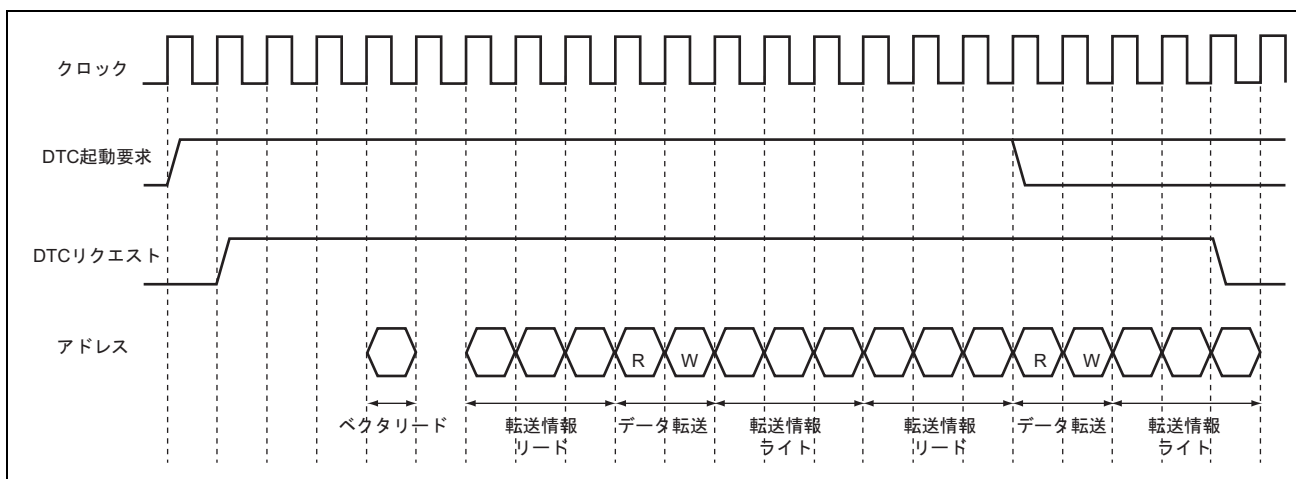 クロック
DTC起動要求
DTCリクエスト
アドレス
R W R W
ベクタリード 転送情報 データ転送 転送情報 転送情報 データ転送 転送情報
リード ライト リード ライト